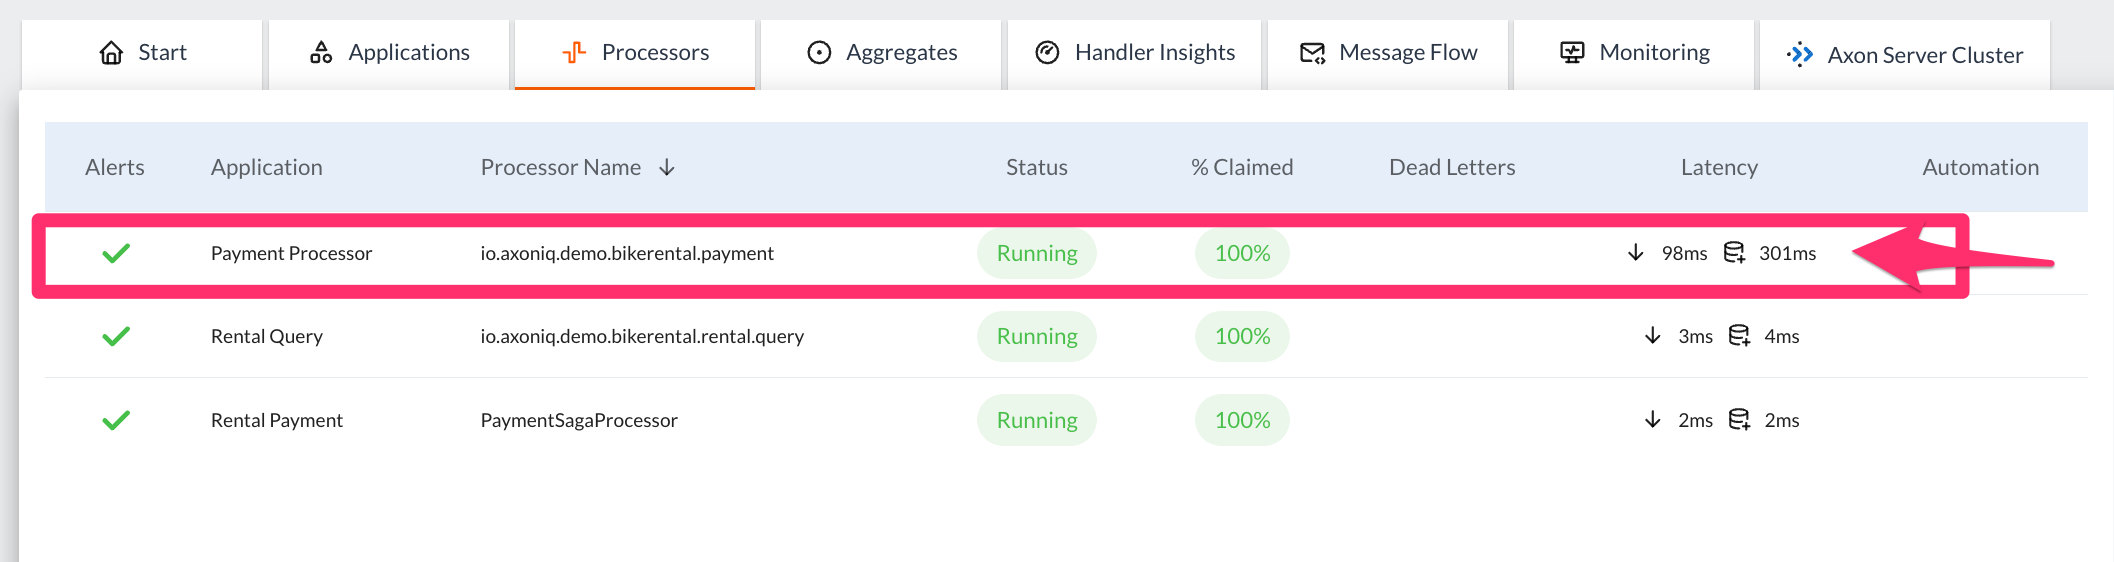 Start Applications Processors Aggregates Handler Insights Message Flow Monitoring Axon Server Cluster
Alerts Application Processor Name Status % Claimed Dead Letters Latency Automation
Payment Processor io.axoniq.demo.bikerental.payment Running 100% 98ms 301ms
Rental Query io.axoniq.demo.bikerental.rental.query Running 100% 3ms 4ms
Rental Payment PaymentSagaProcessor Running 100% 2ms 2ms